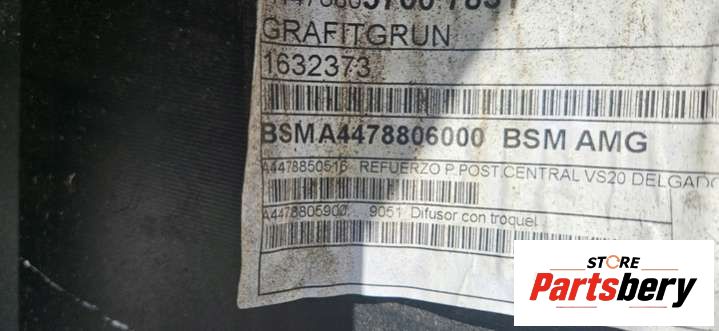 GRAFITGRUN
1632373
BSMA4478806000 BSM AMG
A4478850516 REFUERZO P.POST.CENTRAL VS20 DELGADO
A4478805900 9051 Difusor con troquel
STORE
Partsbery